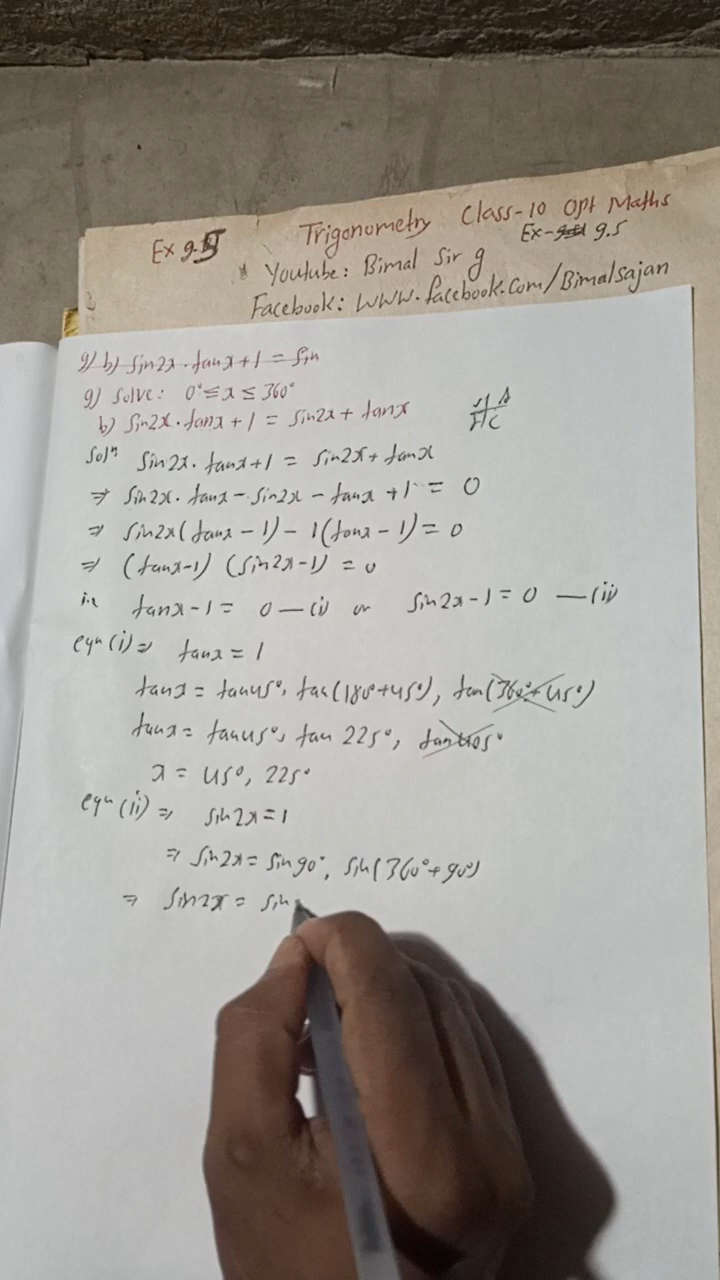 Ex 9.5
Trigonometry Class-10 Opt Maths
Ex- 9.5
Youtube: Bimal Sir g
Facebook: WWW.facebook.Com/Bimalsajan
g) b) sin2x.tanx+1 = sin
g) Solve: 0° ≤ x ≤ 360°
b) sin2x.tanx + 1 = sin2x + tanx
S A
T C
Solⁿ sin2x. tanx+1 = sin2x+tanx
⇒ sin2x. tanx - sin2x - tanx + 1 = 0
⇒ sin2x(tanx - 1) - 1(tanx - 1) = 0
⇒ (tanx-1) (sin2x-1) = 0
tanx-1 = 0 — (i) or sin2x-1 = 0 — (ii)
eqⁿ (i) ⇒ tanx = 1
tanx = tan45°, tan(180°+45°), tan(360°+45°)
tanx = tan45°, tan 225°, tan405°
x = 45°, 225°
eqⁿ (ii) ⇒ sin2x = 1
⇒ sin2x = sin90°, sin(360°+90°)
⇒ sin2x = sin